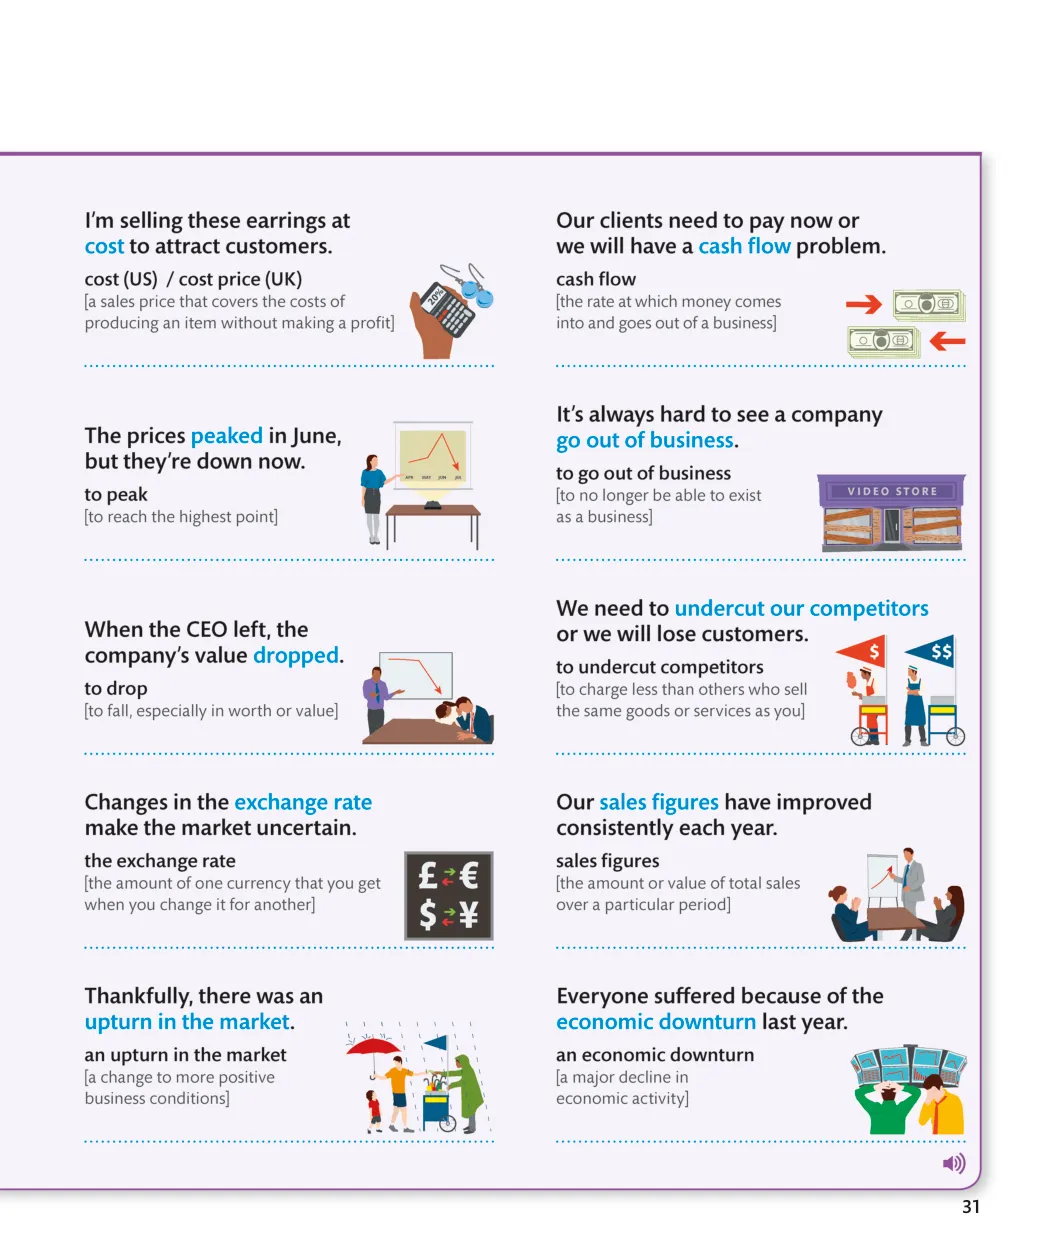 I'm selling these earrings at
cost to attract customers.
cost (US) / cost price (UK)
[a sales price that covers the costs of
producing an item without making a profit]
20%
The prices peaked in June,
but they're down now.
to peak
[to reach the highest point]
APR MAY JUN JUL
When the CEO left, the
company's value dropped.
to drop
[to fall, especially in worth or value]
Changes in the exchange rate
make the market uncertain.
the exchange rate
[the amount of one currency that you get
when you change it for another]
£ €
$ ¥
Thankfully, there was an
upturn in the market.
an upturn in the market
[a change to more positive
business conditions]
Our clients need to pay now or
we will have a cash flow problem.
cash flow
[the rate at which money comes
into and goes out of a business]
It's always hard to see a company
go out of business.
to go out of business
[to no longer be able to exist
as a business]
VIDEO STORE
We need to undercut our competitors
or we will lose customers.
to undercut competitors
[to charge less than others who sell
the same goods or services as you]
$ $$
Our sales figures have improved
consistently each year.
sales figures
[the amount or value of total sales
over a particular period]
Everyone suffered because of the
economic downturn last year.
an economic downturn
[a major decline in
economic activity]
31